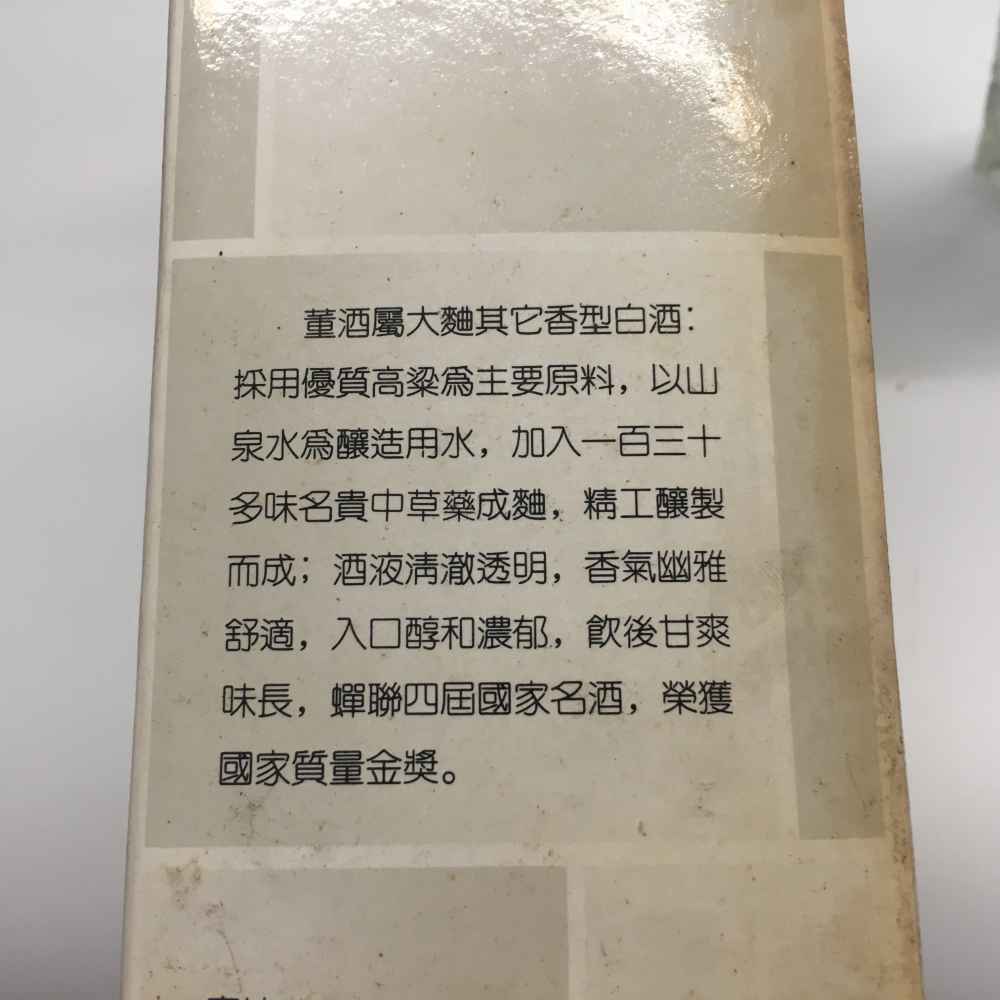 董酒屬大麯其它香型白酒：
採用優質高粱爲主要原料，以山
泉水爲釀造用水，加入一百三十
多味名貴中草藥成麯，精工釀製
而成；酒液清澈透明，香氣幽雅
舒適，入口醇和濃郁，飲後甘爽
味長，蟬聯四屆國家名酒，榮獲
國家質量金獎。